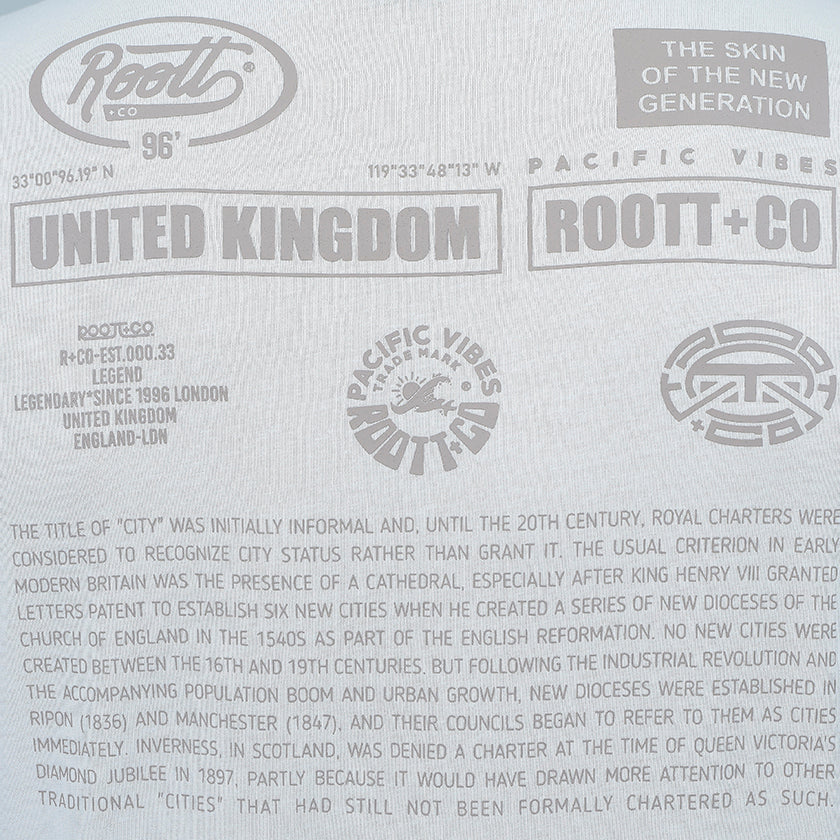 Roott®
+CO
96'
THE SKIN
OF THE NEW
GENERATION
33°00"96.19" N
119"33"48"13" W
PACIFIC VIBES
UNITED KINGDOM
ROOTT+CO
ROOTT+CO
R+CO-EST.000.33
LEGEND
LEGENDARY*SINCE 1996 LONDON
UNITED KINGDOM
ENGLAND-LDN
PACIFIC VIBES
TRADE MARK
ROOTT+CO
+CO
THE TITLE OF "CITY" WAS INITIALLY INFORMAL AND, UNTIL THE 20TH CENTURY, ROYAL CHARTERS WERE
CONSIDERED TO RECOGNIZE CITY STATUS RATHER THAN GRANT IT. THE USUAL CRITERION IN EARLY
MODERN BRITAIN WAS THE PRESENCE OF A CATHEDRAL, ESPECIALLY AFTER KING HENRY VIII GRANTED
LETTERS PATENT TO ESTABLISH SIX NEW CITIES WHEN HE CREATED A SERIES OF NEW DIOCESES OF THE
CHURCH OF ENGLAND IN THE 1540S AS PART OF THE ENGLISH REFORMATION. NO NEW CITIES WERE
CREATED BETWEEN THE 16TH AND 19TH CENTURIES. BUT FOLLOWING THE INDUSTRIAL REVOLUTION AND
THE ACCOMPANYING POPULATION BOOM AND URBAN GROWTH, NEW DIOCESES WERE ESTABLISHED IN
RIPON (1836) AND MANCHESTER (1847), AND THEIR COUNCILS BEGAN TO REFER TO THEM AS CITIES
IMMEDIATELY. INVERNESS, IN SCOTLAND, WAS DENIED A CHARTER AT THE TIME OF QUEEN VICTORIA'S
DIAMOND JUBILEE IN 1897, PARTLY BECAUSE IT WOULD HAVE DRAWN MORE ATTENTION TO OTHER
TRADITIONAL "CITIES" THAT HAD STILL NOT BEEN FORMALLY CHARTERED AS SUCH.